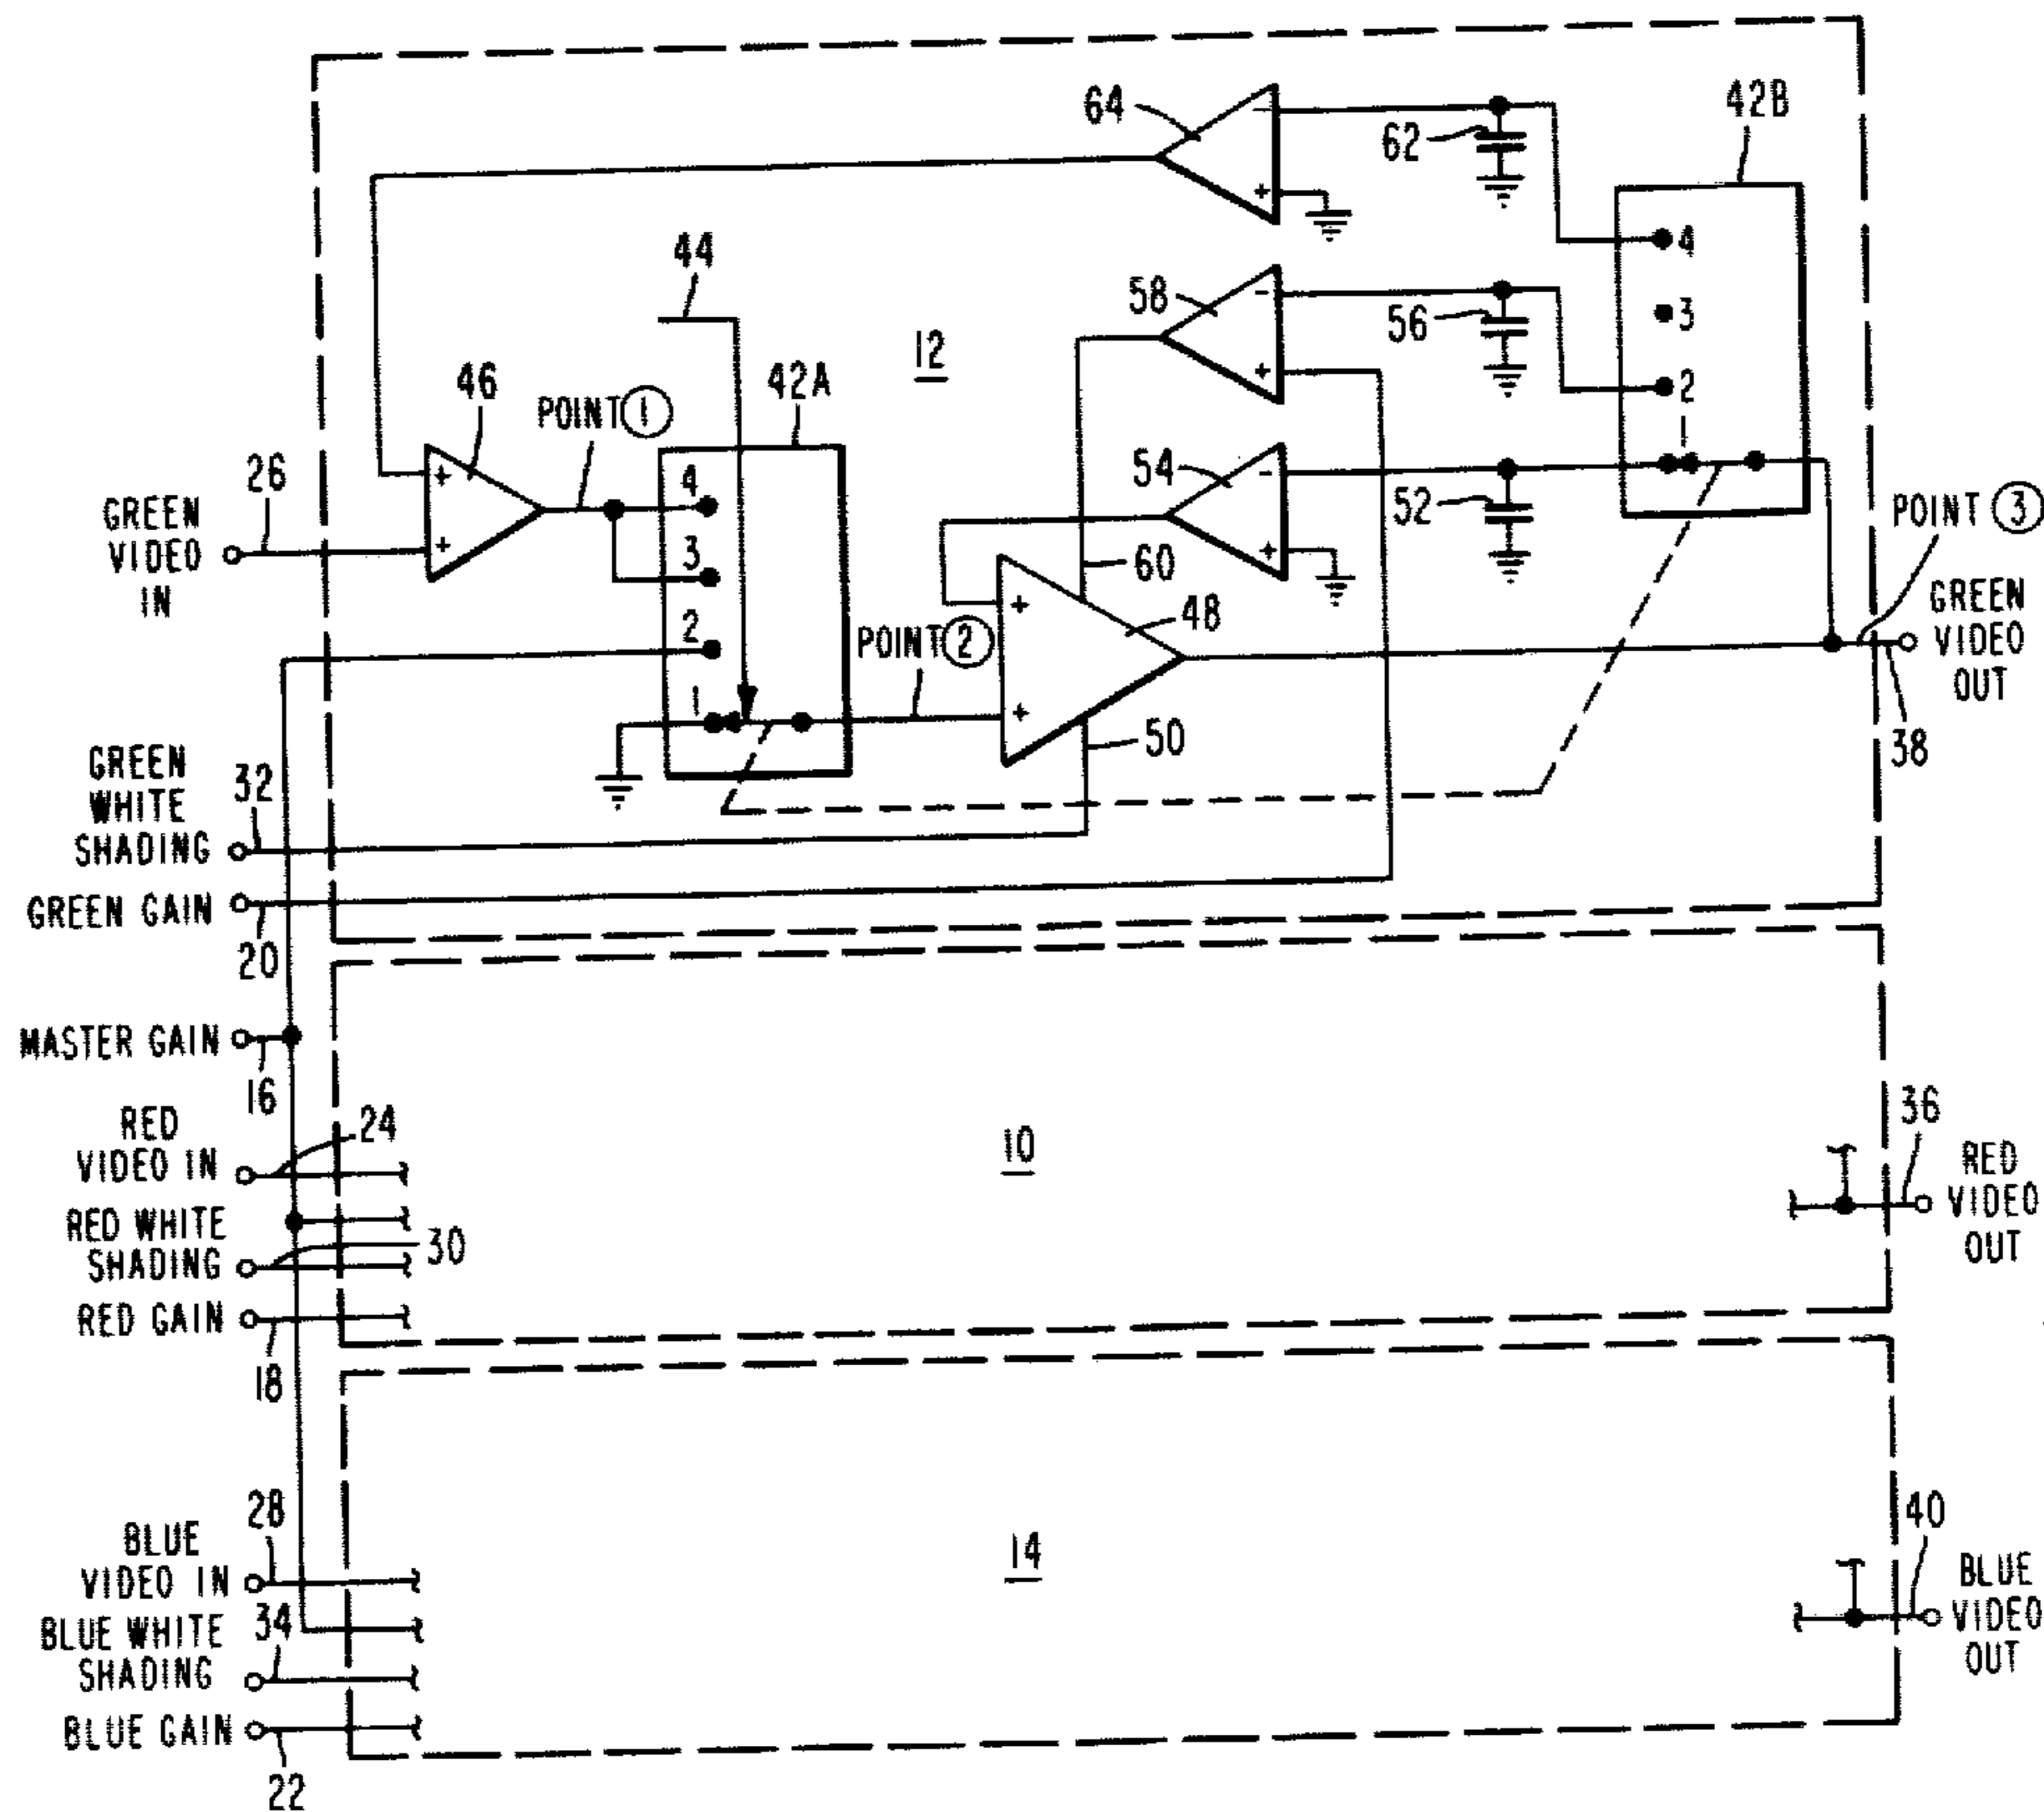 64
62
42B
4
44
58
56
3
12
2
46
POINT 1
42A
1
54
52
POINT 3
26
GREEN
VIDEO
IN
4
3
60
2
POINT 2
48
GREEN
VIDEO
OUT
1
50
38
GREEN
WHITE
SHADING
32
GREEN GAIN
20
MASTER GAIN
16
RED
VIDEO IN
24
10
36
RED
VIDEO
OUT
RED WHITE
SHADING
30
RED GAIN
18
28
BLUE
VIDEO IN
14
40
BLUE
VIDEO
OUT
BLUE WHITE
SHADING
34
BLUE GAIN
22